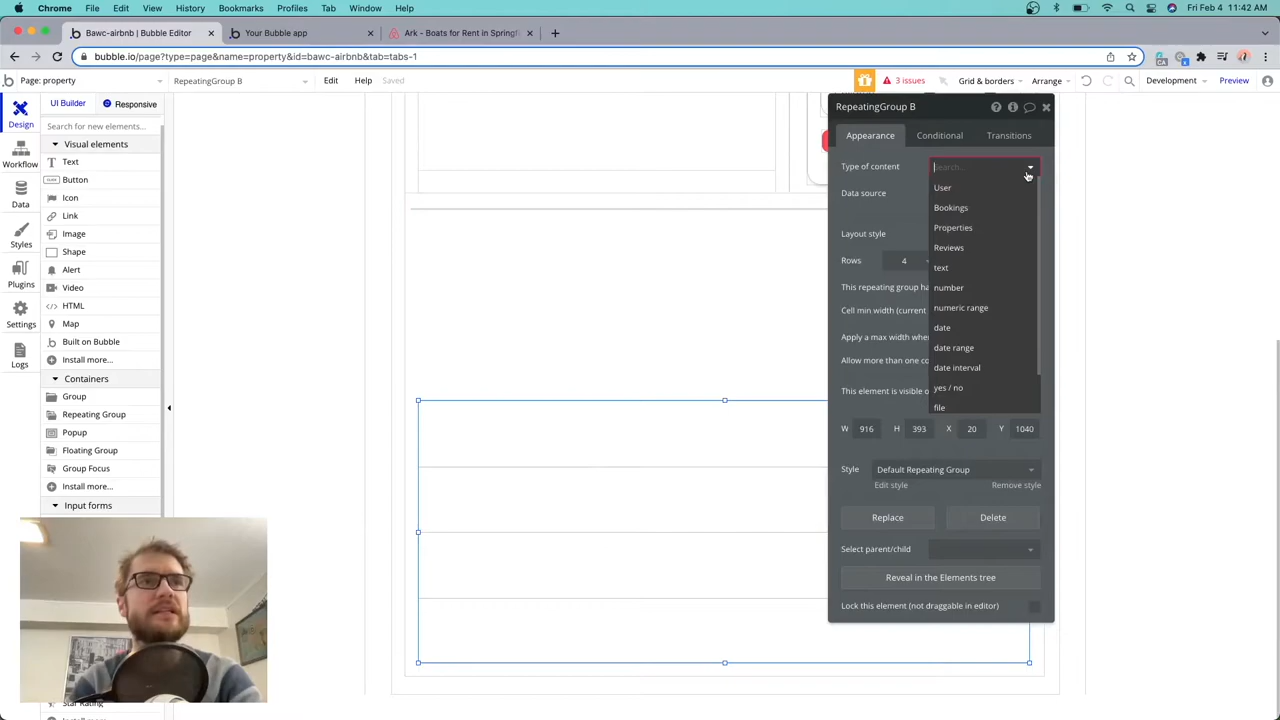 Chrome File Edit View History Bookmarks Profiles Tab Window Help Fri Feb 4 11:42 AM
Bawc-airbnb | Bubble Editor
Your Bubble app
Ark - Boats for Rent in Springf
bubble.io/page?type=page&name=property&id=bawc-airbnb&tab=tabs-1
Page: property
RepeatingGroup B
Edit
Help
Saved
3 issues
Grid & borders
Arrange
Development
Preview
Design
Workflow
Data
Styles
Plugins
Settings
Logs
UI Builder
Responsive
Search for new elements...
Visual elements
Text
Button
Icon
Link
Image
Shape
Alert
Video
HTML
Map
Built on Bubble
Install more...
Containers
Group
Repeating Group
Popup
Floating Group
Group Focus
Install more...
Input forms
RepeatingGroup B
Appearance
Conditional
Transitions
Type of content
Search...
User
Bookings
Properties
Reviews
text
number
numeric range
date
date range
date interval
yes / no
file
Data source
Layout style
Rows 4
This repeating group ha
Cell min width (current
Apply a max width whe
Allow more than one co
This element is visible o
W 916 H 393 X 20 Y 1040
Style Default Repeating Group
Edit style Remove style
Replace Delete
Select parent/child
Reveal in the Elements tree
Lock this element (not draggable in editor)